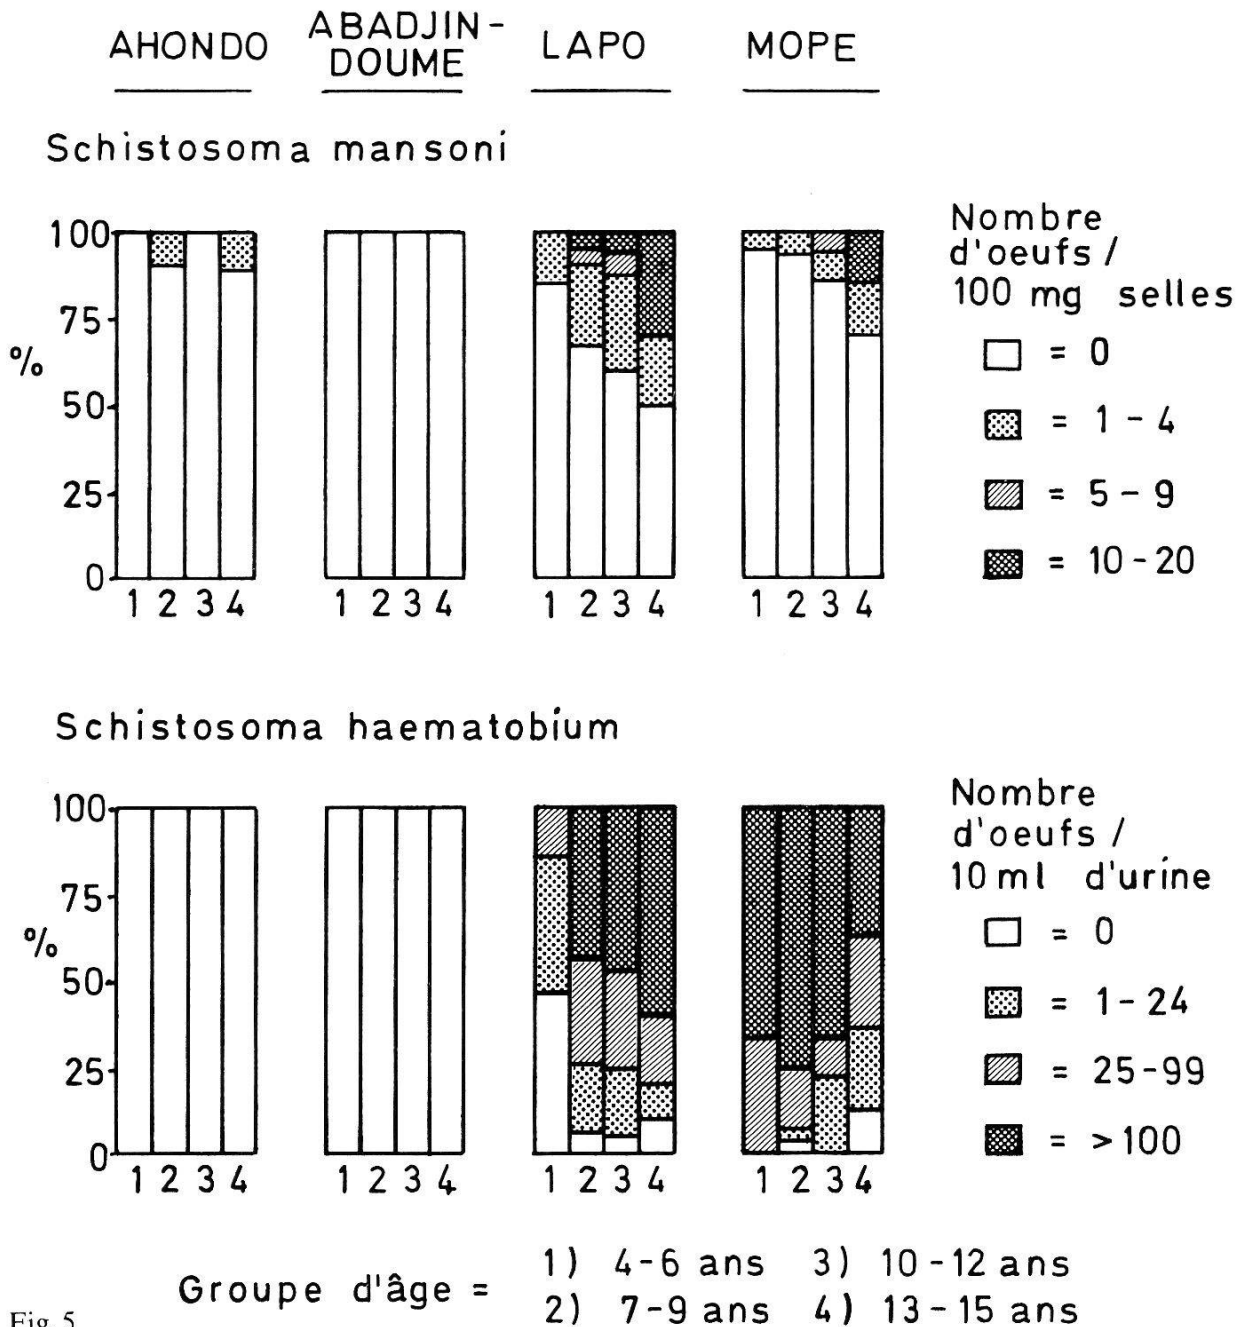 AHONDO
ABADJIN-
DOUME
LAPO
MOPE
Schistosoma mansoni
100
75
%
50
25
0
1 2 3 4
1 2 3 4
1 2 3 4
1 2 3 4
Nombre
d'oeufs /
100 mg selles
= 0
= 1 - 4
= 5 - 9
= 10 - 20
Schistosoma haematobium
100
75
%
50
25
0
1 2 3 4
1 2 3 4
1 2 3 4
1 2 3 4
Nombre
d'oeufs /
10 ml d'urine
= 0
= 1 - 24
= 25 - 99
= > 100
Groupe d'âge =
1) 4 - 6 ans 3) 10 - 12 ans
2) 7 - 9 ans 4) 13 - 15 ans
Fig. 5